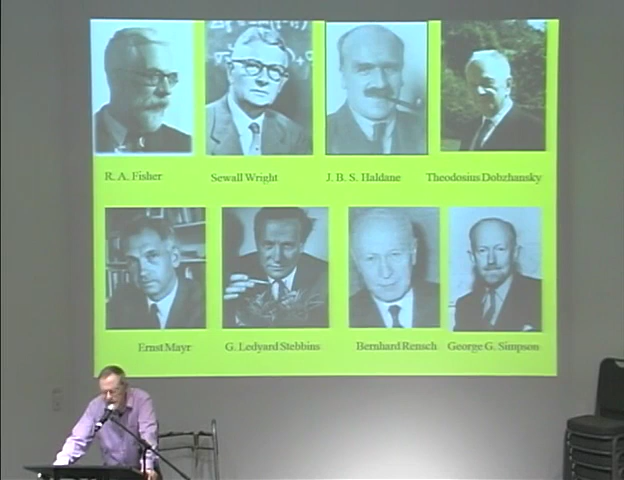 R. A. Fisher
Sewall Wright
J. B. S. Haldane
Theodosius Dobzhansky
Ernst Mayr
G. Ledyard Stebbins
Bernhard Rensch
George G. Simpson